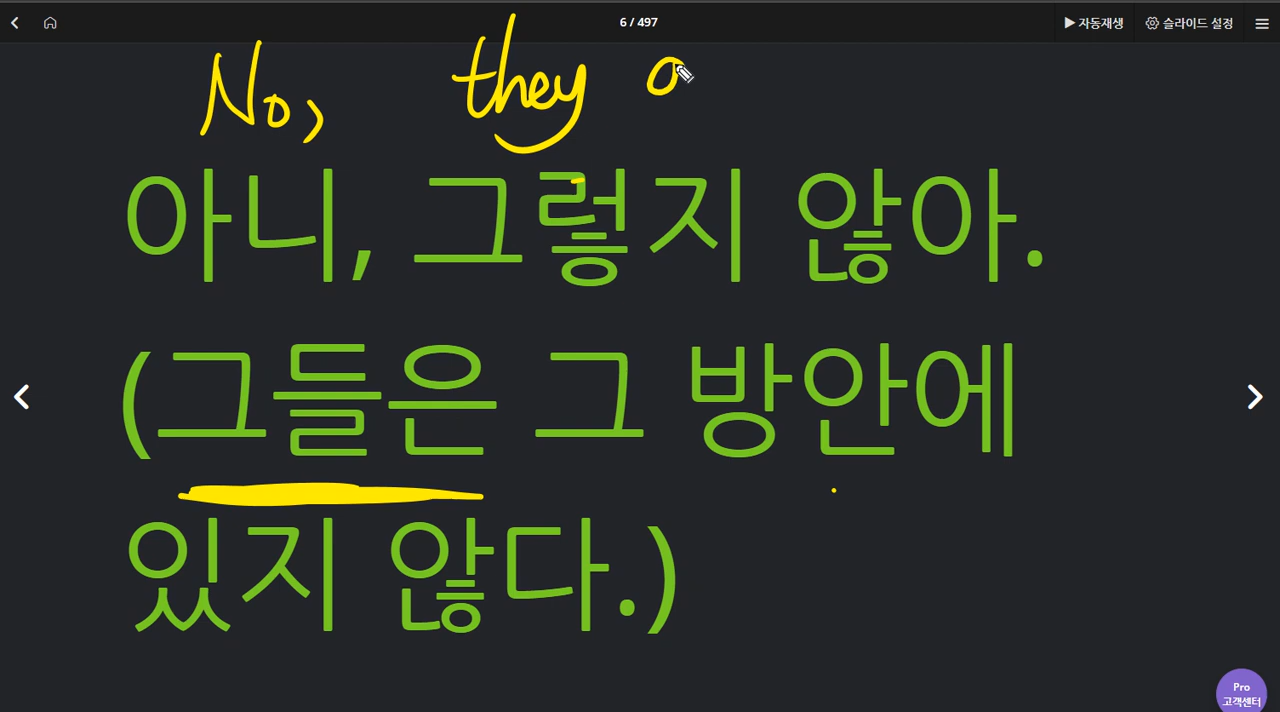 6 / 497
▶ 자동재생
슬라이드 설정
No, they a
아니, 그렇지 않아.
(그들은 그 방안에
있지 않다.)
Pro
고객센터